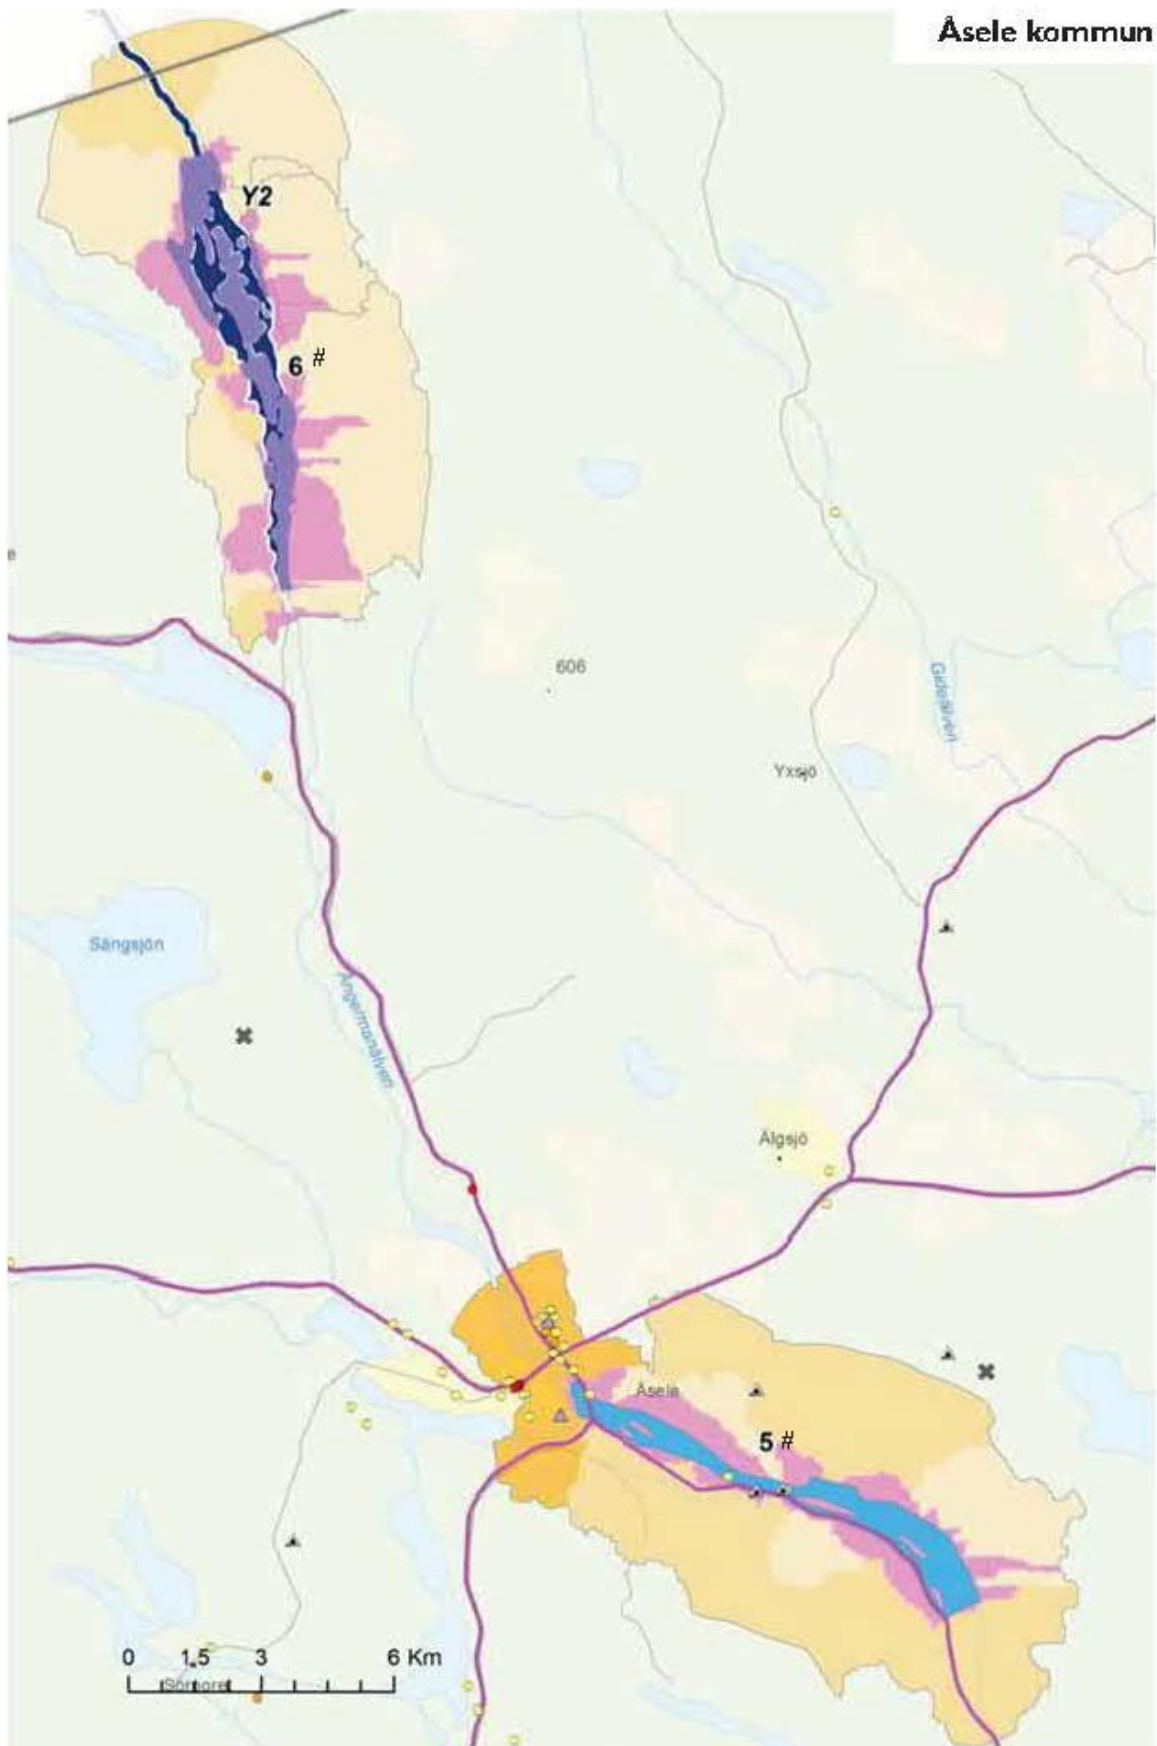 Åsele kommun
Y2
6 #
e
606
Gideälven
Yxsjö
Sängsjön
Ångermanälven
Älgsjö
Åsele
5 #
0 1,5 3 6 Km